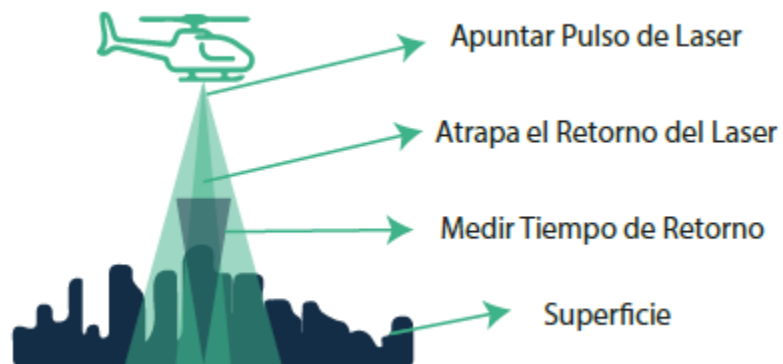 Apuntar Pulso de Laser
Atrapa el Retorno del Laser
Medir Tiempo de Retorno
Superficie